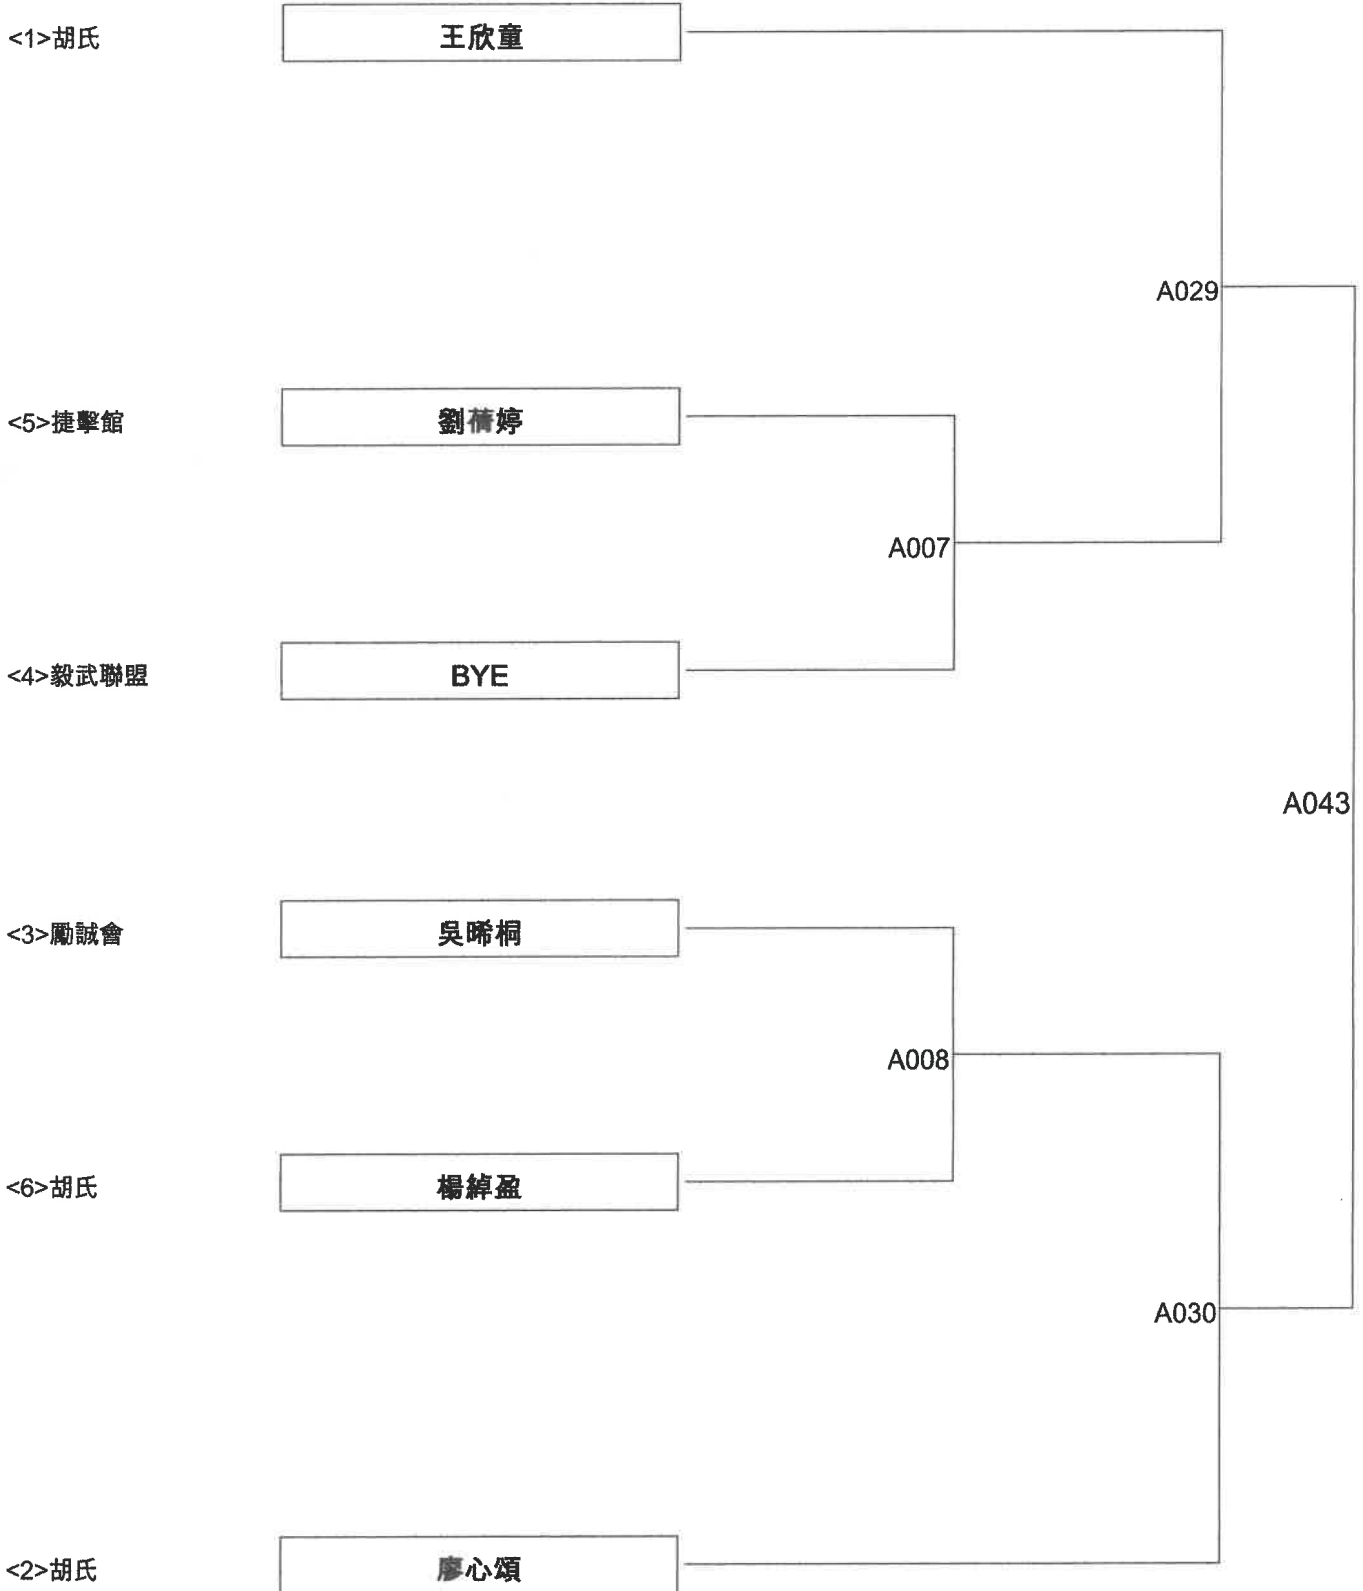 <1>胡氏 王欣童
A029
<5>捷擊館 劉蒨婷
A007
<4>毅武聯盟 BYE
A043
<3>勵誠會 吳晞桐
A008
<6>胡氏 楊綽盈
A030
<2>胡氏 廖心頌